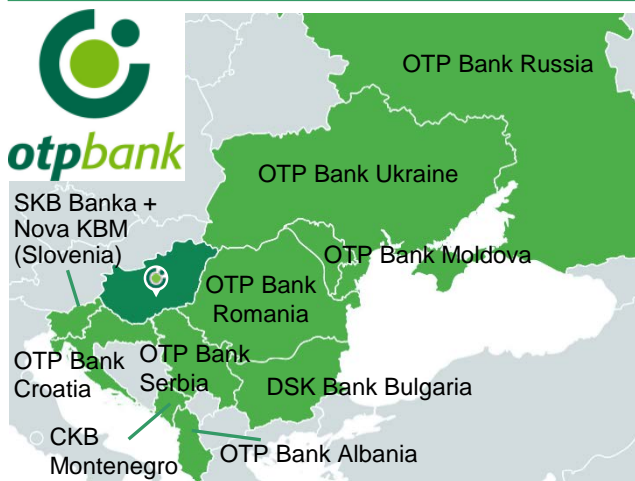 otpbank
OTP Bank Russia
OTP Bank Ukraine
SKB Banka +
Nova KBM
(Slovenia)
OTP Bank Moldova
OTP Bank
Romania
OTP Bank
Croatia
OTP Bank
Serbia
DSK Bank Bulgaria
CKB
Montenegro
OTP Bank Albania